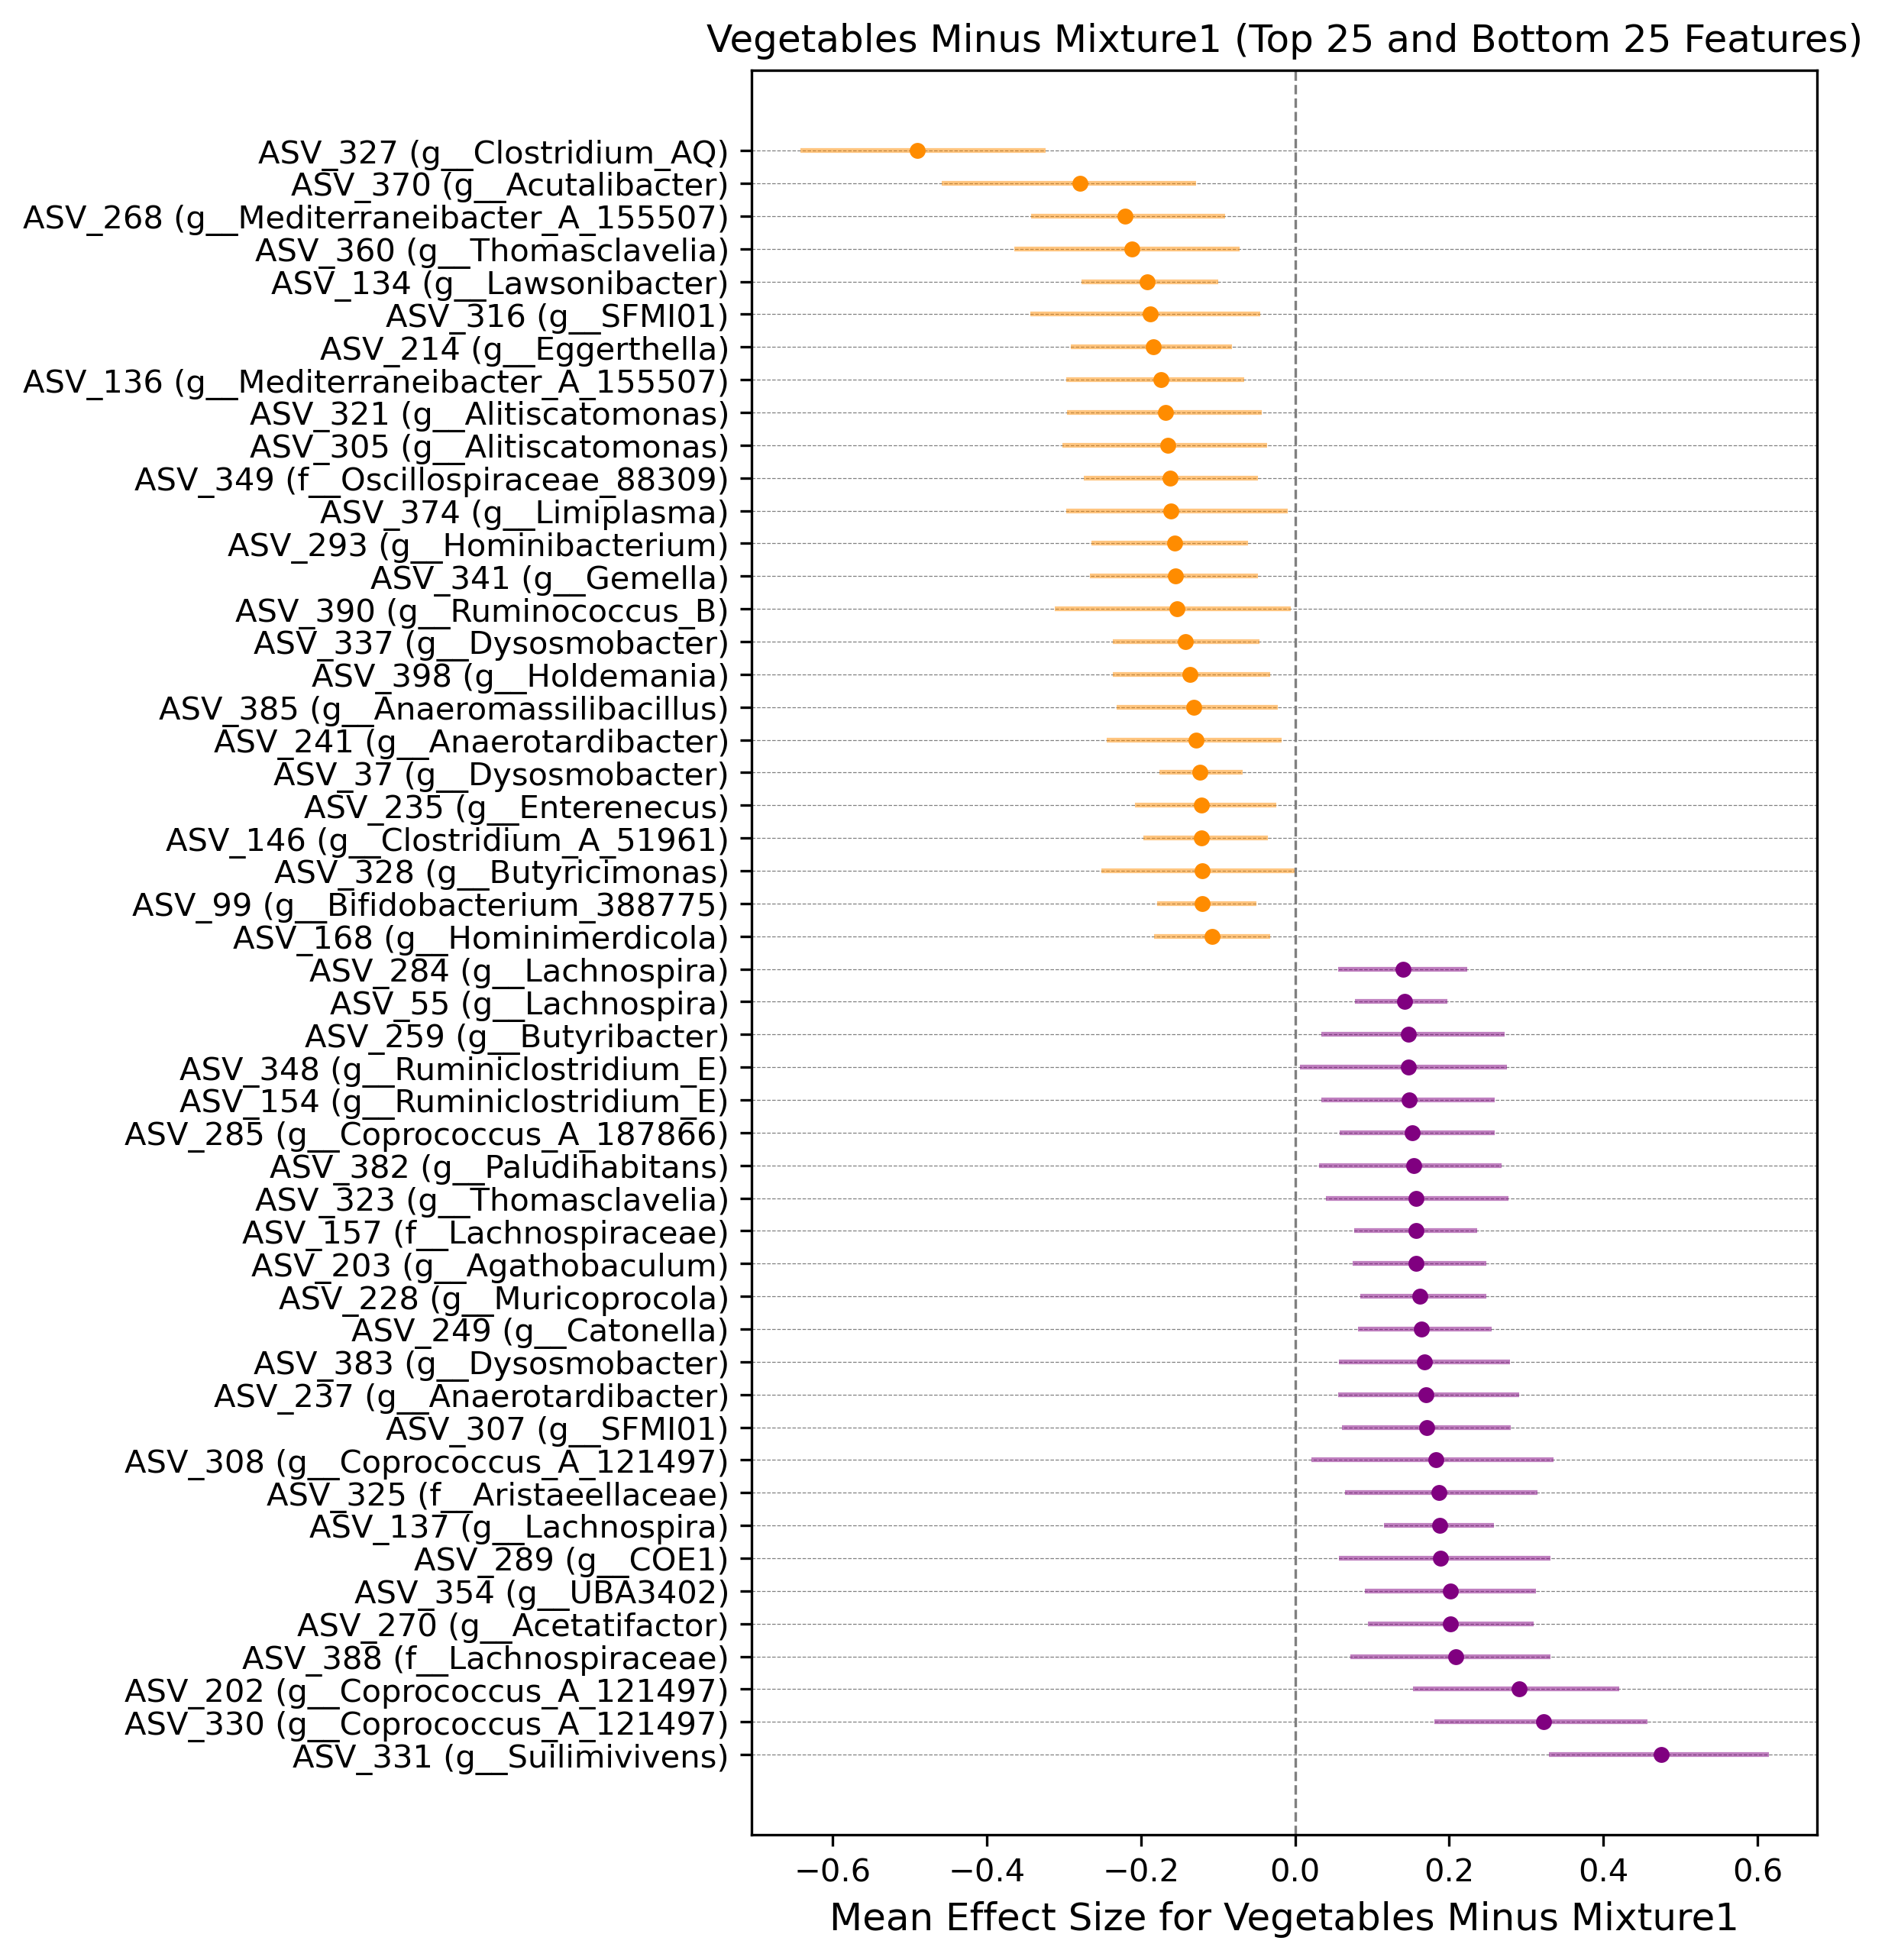 Vegetables Minus Mixture1 (Top 25 and Bottom 25 Features)
ASV_327 (g__Clostridium_AQ)
ASV_370 (g__Acutalibacter)
ASV_268 (g__Mediterraneibacter_A_155507)
ASV_360 (g__Thomasclavelia)
ASV_134 (g__Lawsonibacter)
ASV_316 (g__SFMI01)
ASV_214 (g__Eggerthella)
ASV_136 (g__Mediterraneibacter_A_155507)
ASV_321 (g__Alitiscatomonas)
ASV_305 (g__Alitiscatomonas)
ASV_349 (f__Oscillospiraceae_88309)
ASV_374 (g__Limiplasma)
ASV_293 (g__Hominibacterium)
ASV_341 (g__Gemella)
ASV_390 (g__Ruminococcus_B)
ASV_337 (g__Dysosmobacter)
ASV_398 (g__Holdemania)
ASV_385 (g__Anaeromassilibacillus)
ASV_241 (g__Anaerotardibacter)
ASV_37 (g__Dysosmobacter)
ASV_235 (g__Enterenecus)
ASV_146 (g__Clostridium_A_51961)
ASV_328 (g__Butyricimonas)
ASV_99 (g__Bifidobacterium_388775)
ASV_168 (g__Hominimerdicola)
ASV_284 (g__Lachnospira)
ASV_55 (g__Lachnospira)
ASV_259 (g__Butyribacter)
ASV_348 (g__Ruminiclostridium_E)
ASV_154 (g__Ruminiclostridium_E)
ASV_285 (g__Coprococcus_A_187866)
ASV_382 (g__Paludihabitans)
ASV_323 (g__Thomasclavelia)
ASV_157 (f__Lachnospiraceae)
ASV_203 (g__Agathobaculum)
ASV_228 (g__Muricoprocola)
ASV_249 (g__Catonella)
ASV_383 (g__Dysosmobacter)
ASV_237 (g__Anaerotardibacter)
ASV_307 (g__SFMI01)
ASV_308 (g__Coprococcus_A_121497)
ASV_325 (f__Aristaeellaceae)
ASV_137 (g__Lachnospira)
ASV_289 (g__COE1)
ASV_354 (g__UBA3402)
ASV_270 (g__Acetatifactor)
ASV_388 (f__Lachnospiraceae)
ASV_202 (g__Coprococcus_A_121497)
ASV_330 (g__Coprococcus_A_121497)
ASV_331 (g__Suilimivivens)
−0.6 −0.4 −0.2 0.0 0.2 0.4 0.6
Mean Effect Size for Vegetables Minus Mixture1